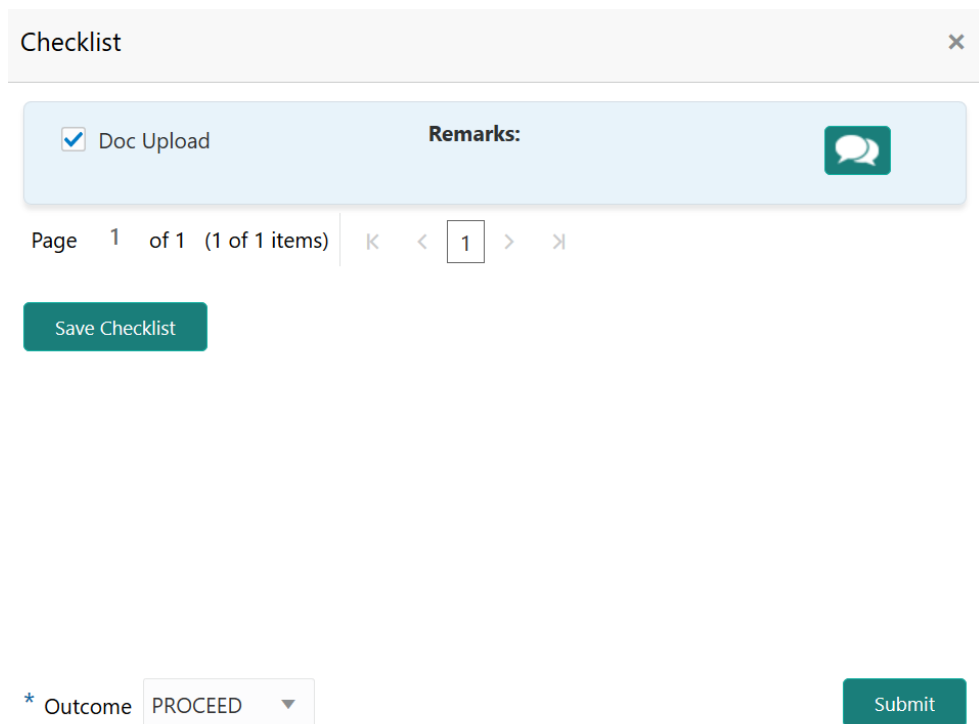 Checklist
Doc Upload Remarks:
Page 1 of 1 (1 of 1 items) 1
Save Checklist
* Outcome PROCEED Submit